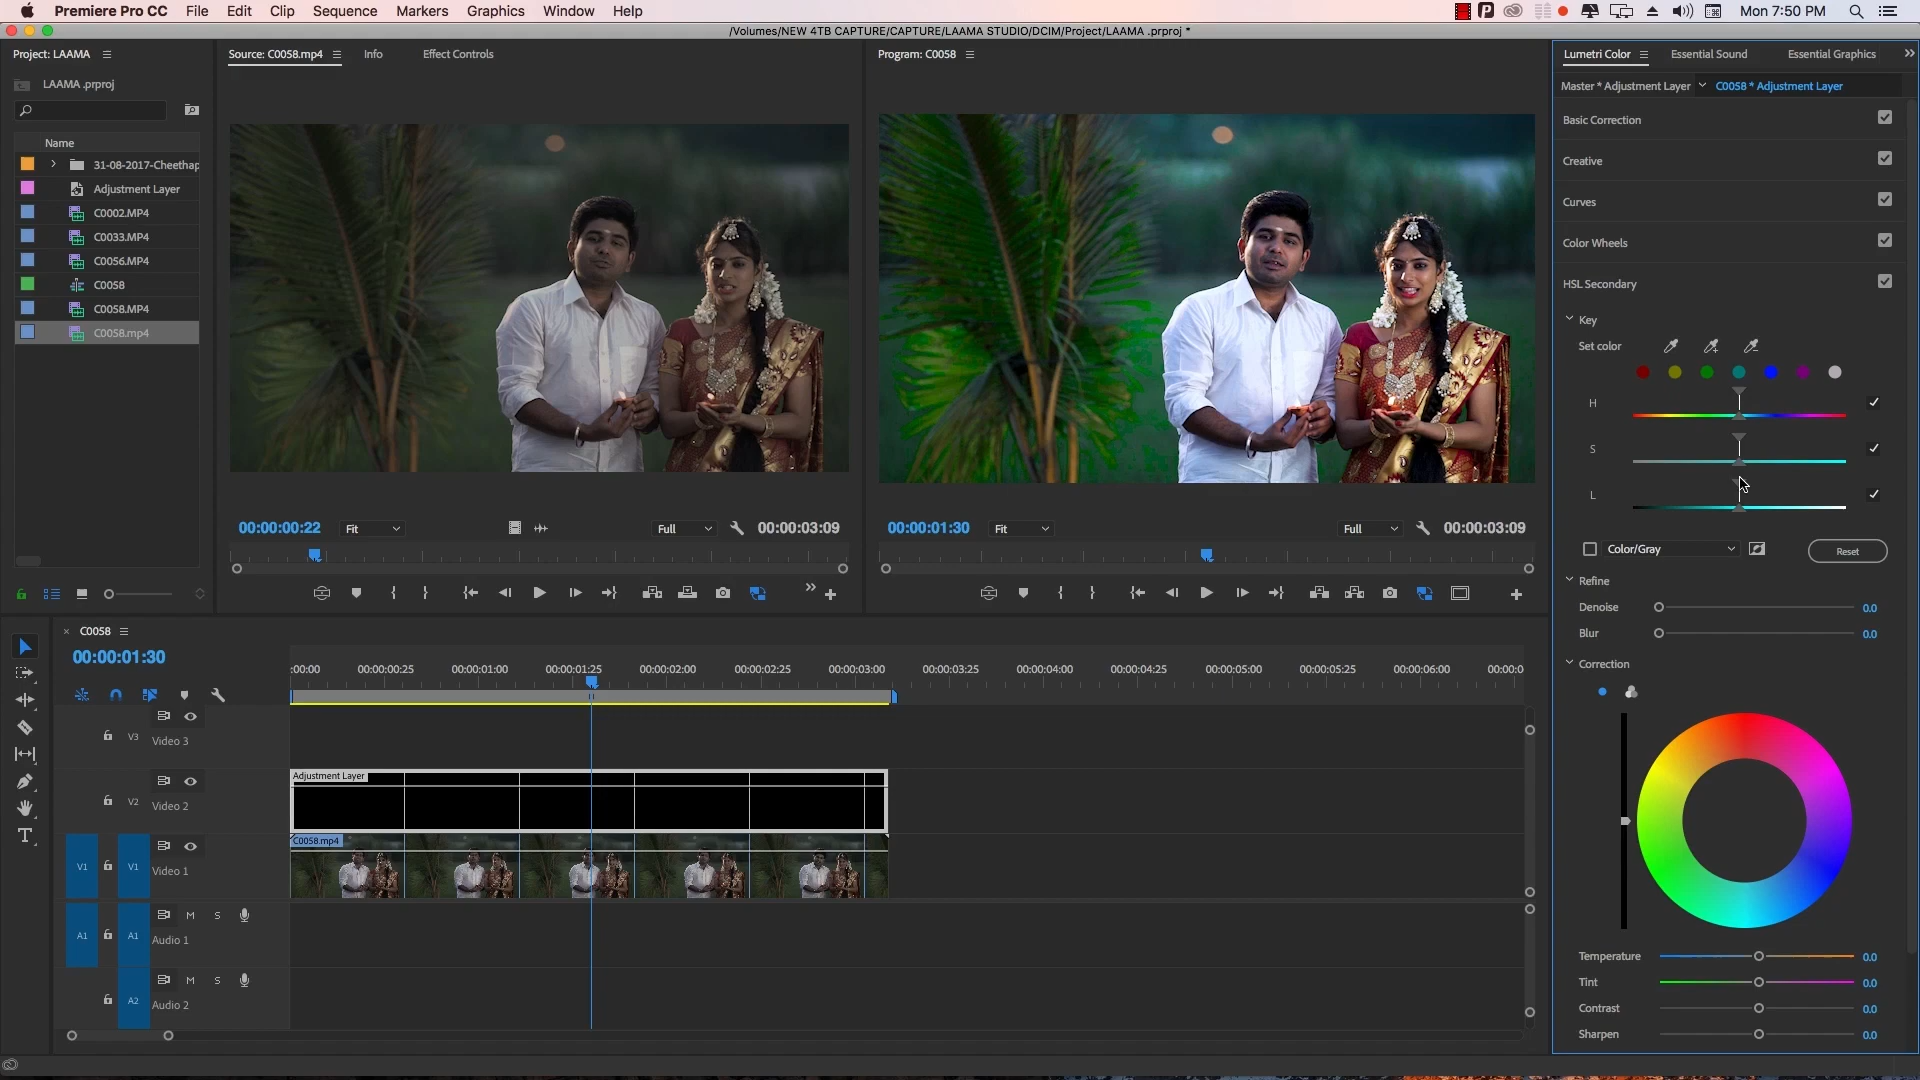 Premiere Pro CC File Edit Clip Sequence Markers Graphics Window Help Mon 7:50 PM
/Volumes/NEW 4TB CAPTURE/CAPTURE/LAAMA STUDIO/DCIM/Project/LAAMA .prproj *
Project: LAAMA
LAAMA .prproj
Name
31-08-2017-Cheethap
Adjustment Layer
C0002.MP4
C0033.MP4
C0056.MP4
C0058
C0058.MP4
C0058.mp4
Source: C0058.mp4 Info Effect Controls
00:00:00:22 Fit Full 00:00:03:09
Program: C0058
00:00:01:30 Fit Full 00:00:03:09
Lumetri Color Essential Sound Essential Graphics
Master * Adjustment Layer C0058 * Adjustment Layer
Basic Correction
Creative
Curves
Color Wheels
HSL Secondary
Key
Set color
H
S
L
Color/Gray Reset
Refine
Denoise 0.0
Blur 0.0
Correction
Temperature 0.0
Tint 0.0
Contrast 0.0
Sharpen 0.0
C0058
00:00:01:30
:00:00 00:00:00:25 00:00:01:00 00:00:01:25 00:00:02:00 00:00:02:25 00:00:03:00 00:00:03:25 00:00:04:00 00:00:04:25 00:00:05:00 00:00:05:25 00:00:06:00 00:00:0
V3 Video 3
Adjustment Layer
V2 Video 2
C0058.mp4
V1 V1 Video 1
M S
A1 A1 Audio 1
M S
A2 Audio 2